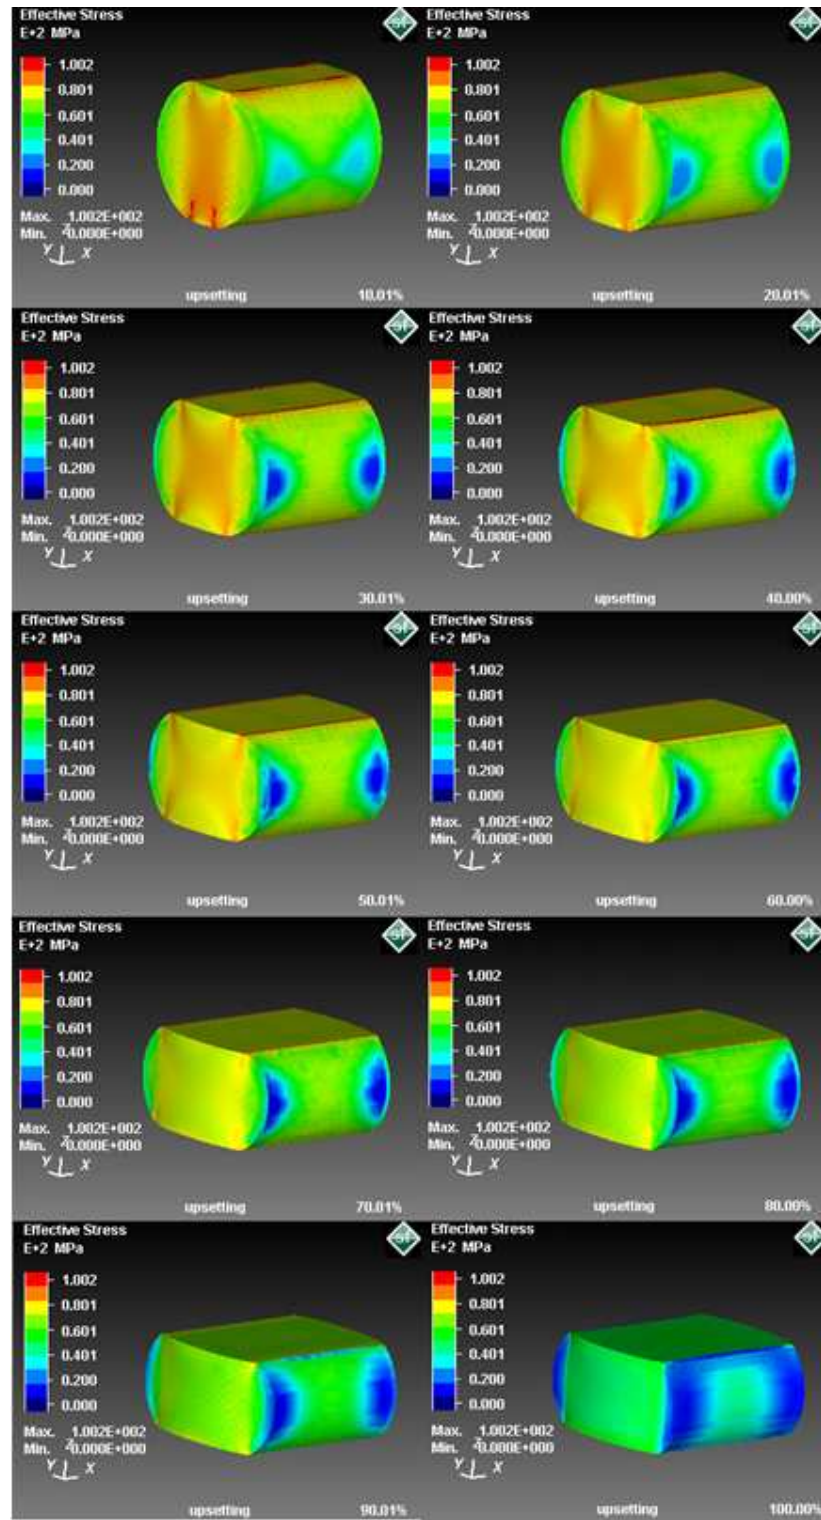 Effective Stress
E+2 MPa
1.002
0.801
0.601
0.401
0.200
0.000
Max. 1.002E+002
Min. 0.000E+000
Z
Y X
upsetting 10.01%
Effective Stress
E+2 MPa
1.002
0.801
0.601
0.401
0.200
0.000
Max. 1.002E+002
Min. 0.000E+000
Z
Y X
upsetting 20.01%
Effective Stress
E+2 MPa
1.002
0.801
0.601
0.401
0.200
0.000
Max. 1.002E+002
Min. 0.000E+000
Z
Y X
upsetting 30.01%
Effective Stress
E+2 MPa
1.002
0.801
0.601
0.401
0.200
0.000
Max. 1.002E+002
Min. 0.000E+000
Z
Y X
upsetting 40.00%
Effective Stress
E+2 MPa
1.002
0.801
0.601
0.401
0.200
0.000
Max. 1.002E+002
Min. 0.000E+000
Z
Y X
upsetting 50.01%
Effective Stress
E+2 MPa
1.002
0.801
0.601
0.401
0.200
0.000
Max. 1.002E+002
Min. 0.000E+000
Z
Y X
upsetting 60.00%
Effective Stress
E+2 MPa
1.002
0.801
0.601
0.401
0.200
0.000
Max. 1.002E+002
Min. 0.000E+000
Z
Y X
upsetting 70.01%
Effective Stress
E+2 MPa
1.002
0.801
0.601
0.401
0.200
0.000
Max. 1.002E+002
Min. 0.000E+000
Z
Y X
upsetting 80.00%
Effective Stress
E+2 MPa
1.002
0.801
0.601
0.401
0.200
0.000
Max. 1.002E+002
Min. 0.000E+000
Z
Y X
upsetting 90.01%
Effective Stress
E+2 MPa
1.002
0.801
0.601
0.401
0.200
0.000
Max. 1.002E+002
Min. 0.000E+000
Z
Y X
upsetting 100.00%